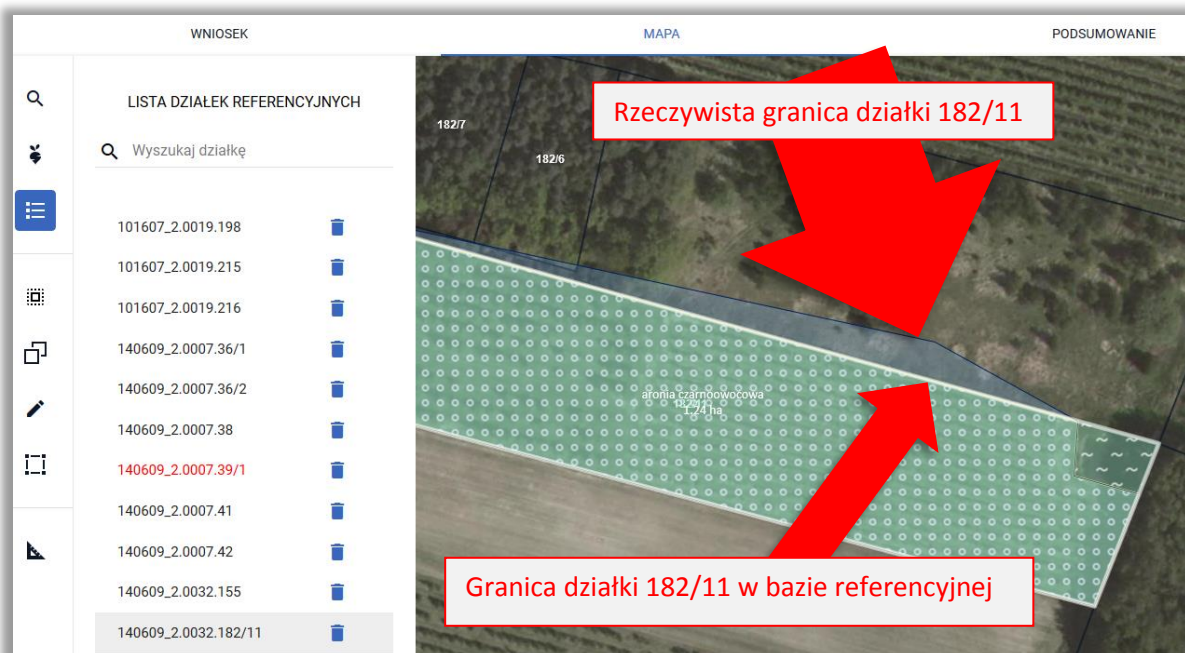 WNIOSEK
MAPA
PODSUMOWANIE
LISTA DZIAŁEK REFERENCYJNYCH
Wyszukaj działkę
101607_2.0019.198
101607_2.0019.215
101607_2.0019.216
140609_2.0007.36/1
140609_2.0007.36/2
140609_2.0007.38
140609_2.0007.39/1
140609_2.0007.41
140609_2.0007.42
140609_2.0032.155
140609_2.0032.182/11
182/7
182/6
Rzeczywista granica działki 182/11
aronia czarnoowocowa
182/11
1.74 ha
Granica działki 182/11 w bazie referencyjnej